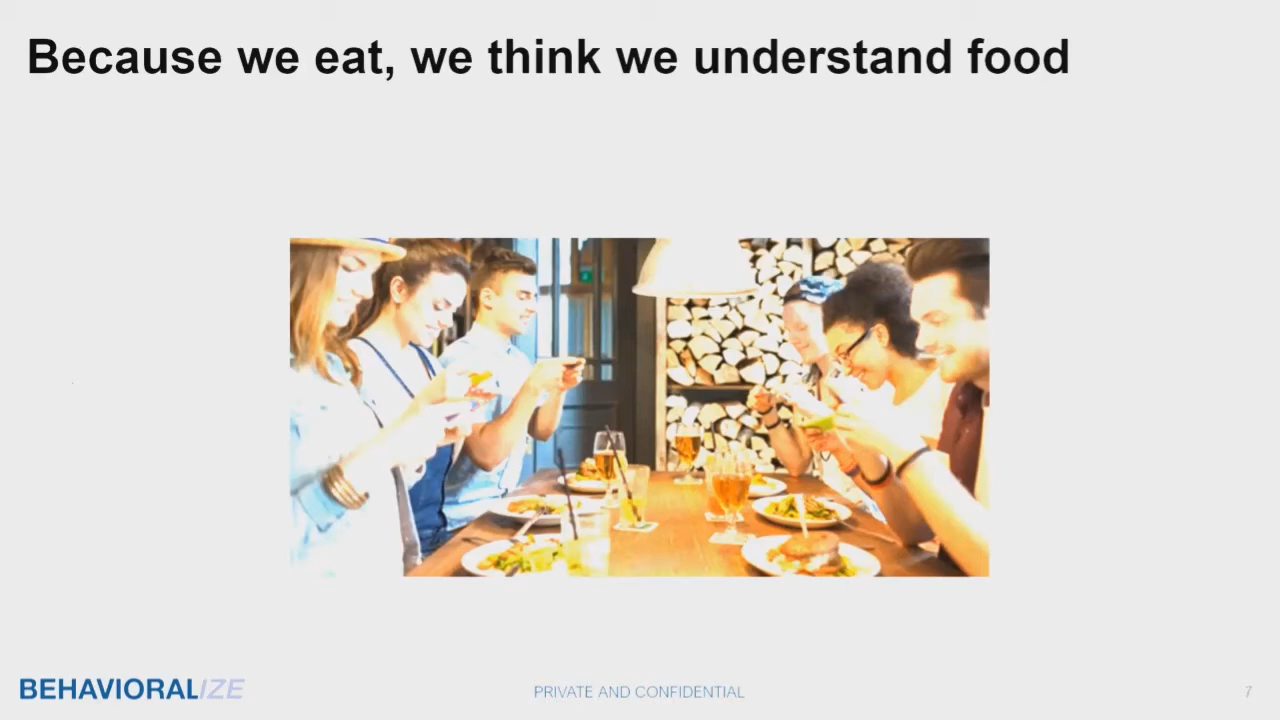 Because we eat, we think we understand food
BEHAVIORALIZE
PRIVATE AND CONFIDENTIAL
7